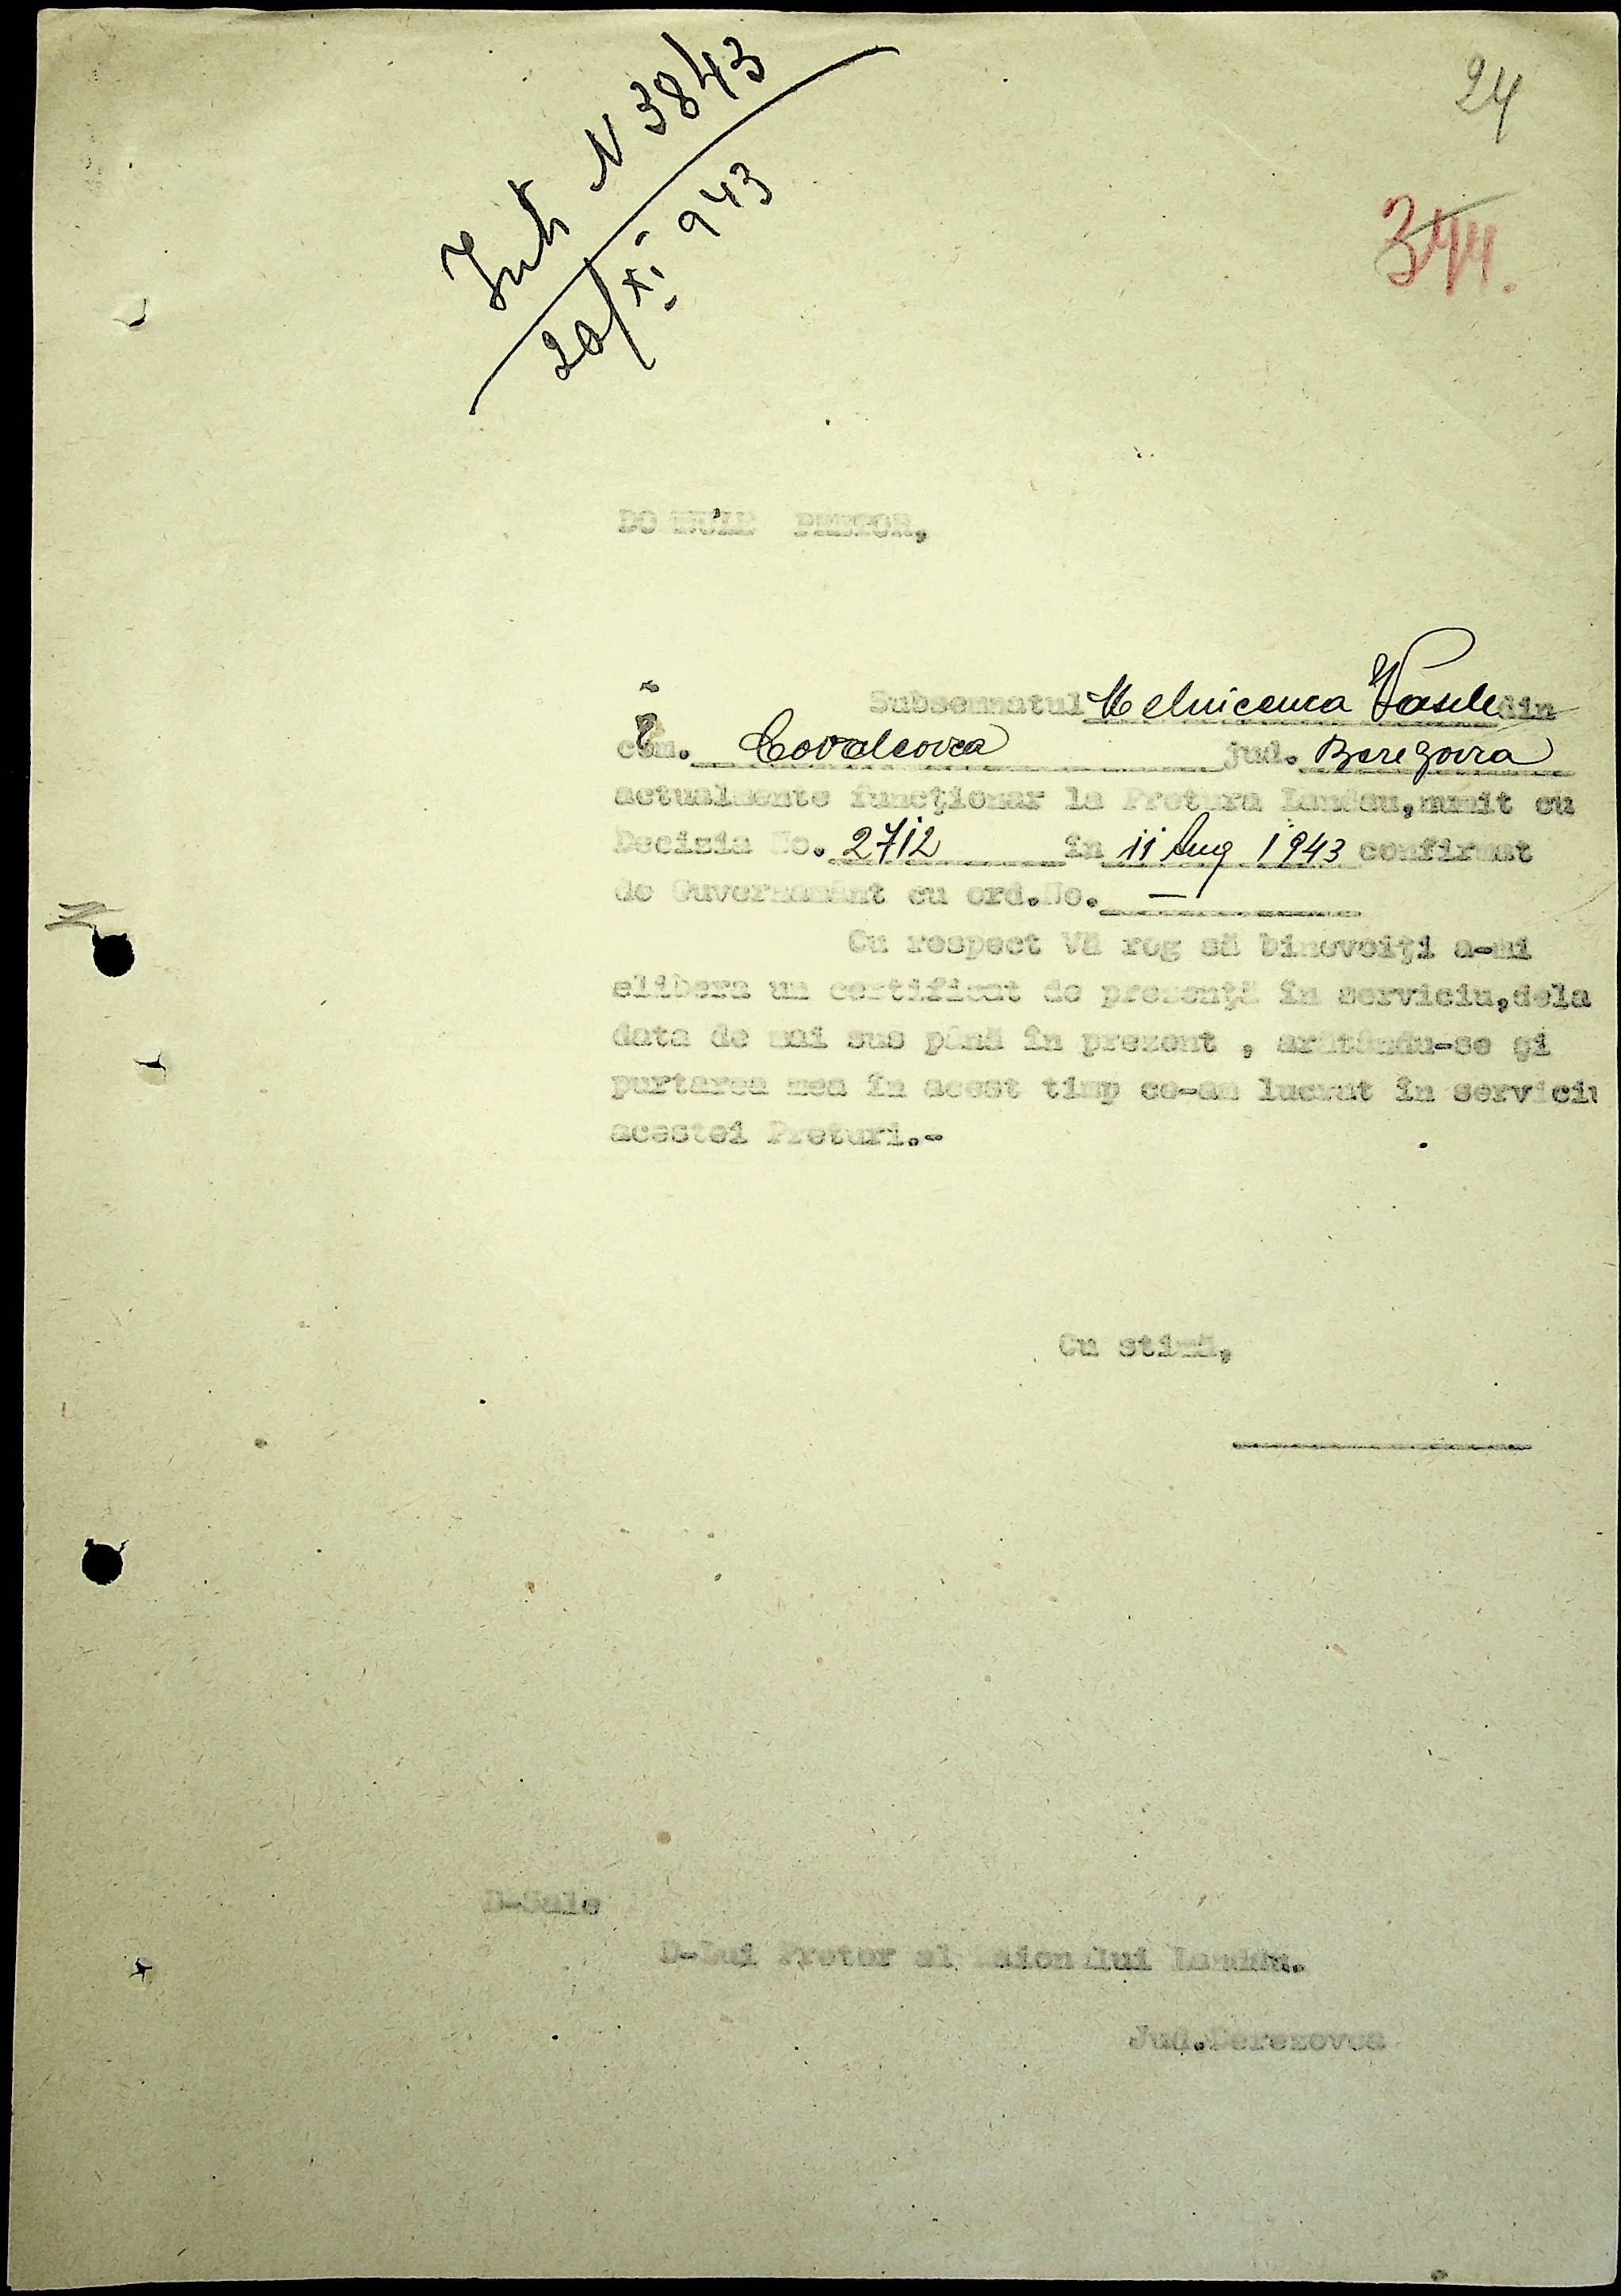 24
344.
Int N 3843
20/XI 943
DOMNULE PRETOR,
Subsemnatul Melnicenca Vasile din
com. Covaleovca jud. Berezovca
actualmente funcţionar la Pretura Landau, numit cu
Decizia No. 2712 în 11 Aug 1943 confirmat
de Guvernamânt cu ord.No. —
Cu respect Vă rog să binevoiţi a-mi
elibera un certificat de prezenţă în serviciu, dela
data de mai sus până în prezent , arătându-se şi
purtarea mea în acest timp ce-am lucrat în serviciu
acestei Preturi.-
Cu stimă,
D-Sale
D-Lui Pretor al Raionului Landau.
Jud.Berezovca